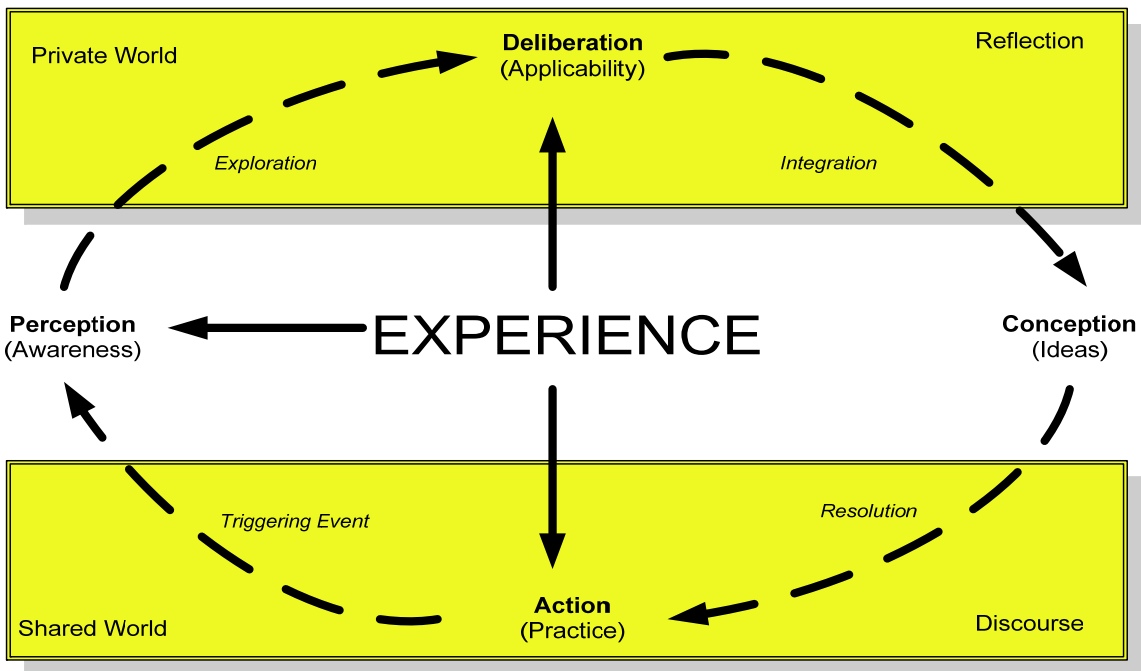 Private World
Deliberation
(Applicability)
Reflection
Exploration
Integration
Perception
(Awareness)
EXPERIENCE
Conception
(Ideas)
Triggering Event
Resolution
Shared World
Action
(Practice)
Discourse